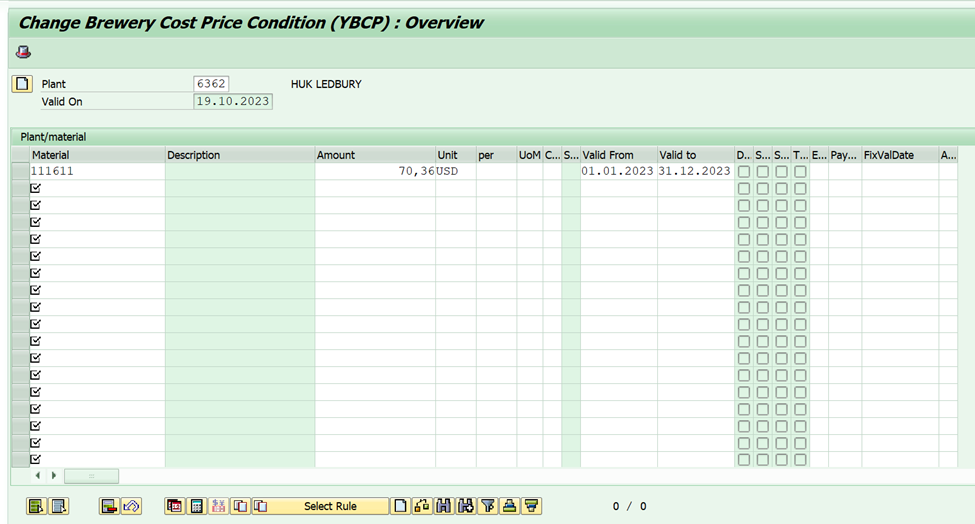 Change Brewery Cost Price Condition (YBCP) : Overview
Plant 6362 HUK LEDBURY
Valid On 19.10.2023
Plant/material
Material Description Amount Unit per UoM C... S... Valid From Valid to D... S... S... T... E... Pay... FixValDate A...
111611 70,36 USD 01.01.2023 31.12.2023
Select Rule 0 / 0